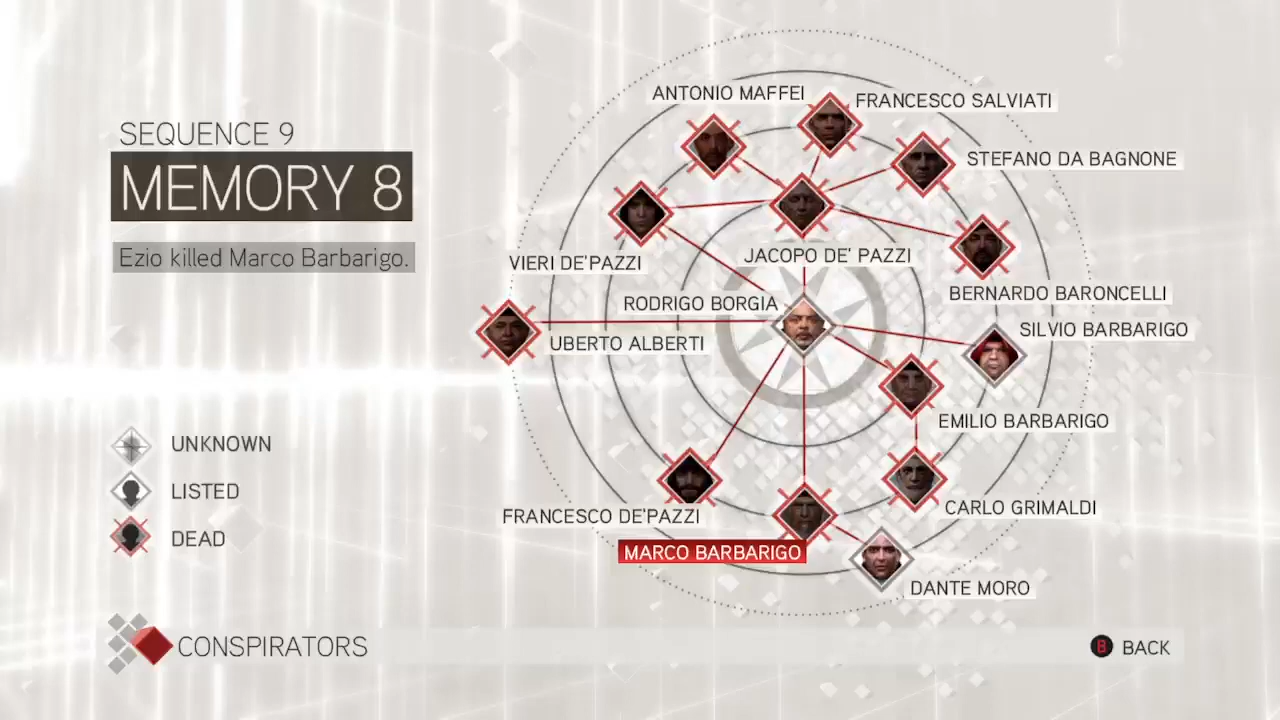 SEQUENCE 9
MEMORY 8
Ezio killed Marco Barbarigo.
ANTONIO MAFFEI
FRANCESCO SALVIATI
STEFANO DA BAGNONE
VIERI DE'PAZZI
JACOPO DE' PAZZI
BERNARDO BARONCELLI
RODRIGO BORGIA
SILVIO BARBARIGO
UBERTO ALBERTI
EMILIO BARBARIGO
FRANCESCO DE'PAZZI
CARLO GRIMALDI
MARCO BARBARIGO
DANTE MORO
UNKNOWN
LISTED
DEAD
CONSPIRATORS
B BACK